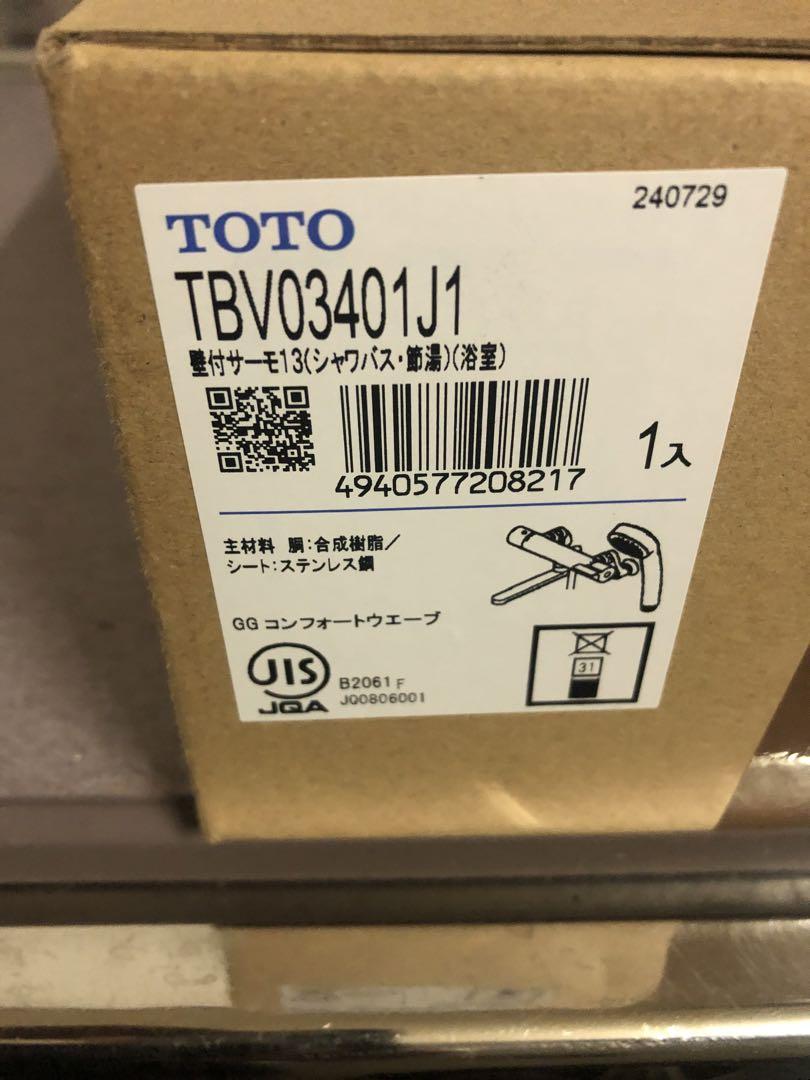 240729
TOTO
TBV03401J1
壁付サーモ13(シャワバス・節湯)(浴室)
4940577208217
1入
主材料 胴:合成樹脂/
シート:ステンレス鋼
GG コンフォートウエーブ
JIS
JQA
B2061 F
JQ0806001
31